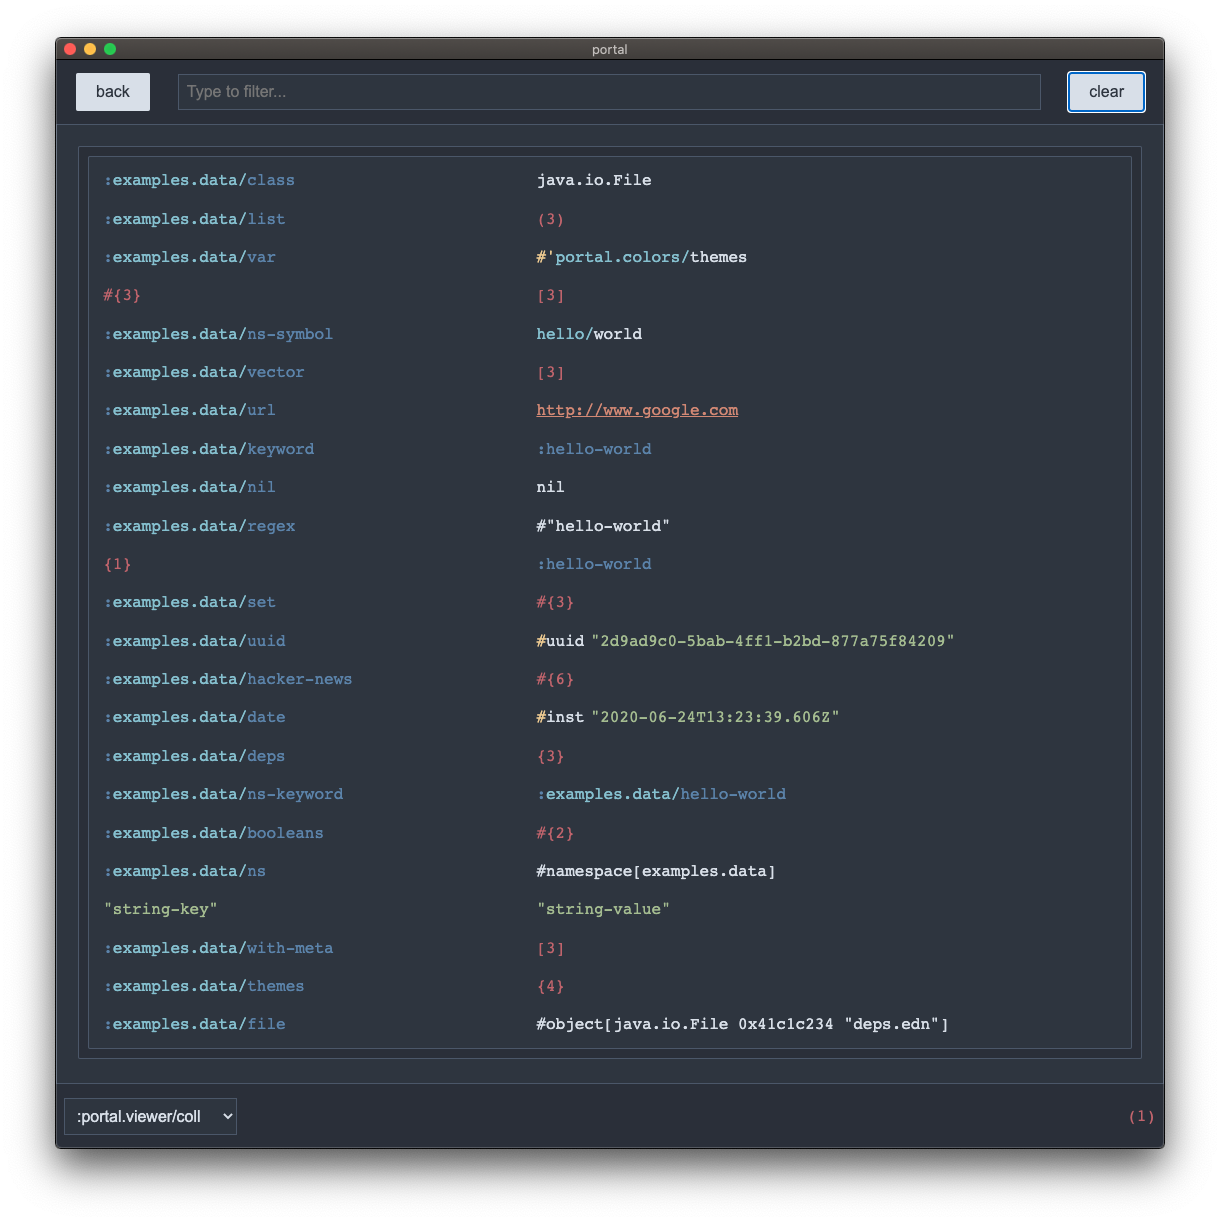 portal
back Type to filter... clear
:examples.data/class java.io.File
:examples.data/list (3)
:examples.data/var #'portal.colors/themes
#{3} [3]
:examples.data/ns-symbol hello/world
:examples.data/vector [3]
:examples.data/url http://www.google.com
:examples.data/keyword :hello-world
:examples.data/nil nil
:examples.data/regex #"hello-world"
{1} :hello-world
:examples.data/set #{3}
:examples.data/uuid #uuid "2d9ad9c0-5bab-4ff1-b2bd-877a75f84209"
:examples.data/hacker-news #{6}
:examples.data/date #inst "2020-06-24T13:23:39.606Z"
:examples.data/deps {3}
:examples.data/ns-keyword :examples.data/hello-world
:examples.data/booleans #{2}
:examples.data/ns #namespace[examples.data]
"string-key" "string-value"
:examples.data/with-meta [3]
:examples.data/themes {4}
:examples.data/file #object[java.io.File 0x41c1c234 "deps.edn"]
:portal.viewer/coll (1)